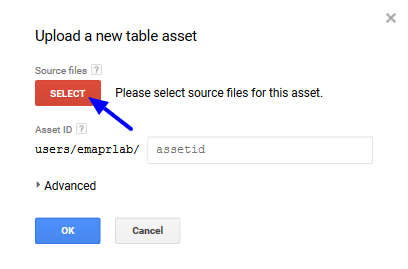 Upload a new table asset
Source files ?
SELECT Please select source files for this asset.
Asset ID ?
users/emaprlab/ assetid
Advanced
OK Cancel